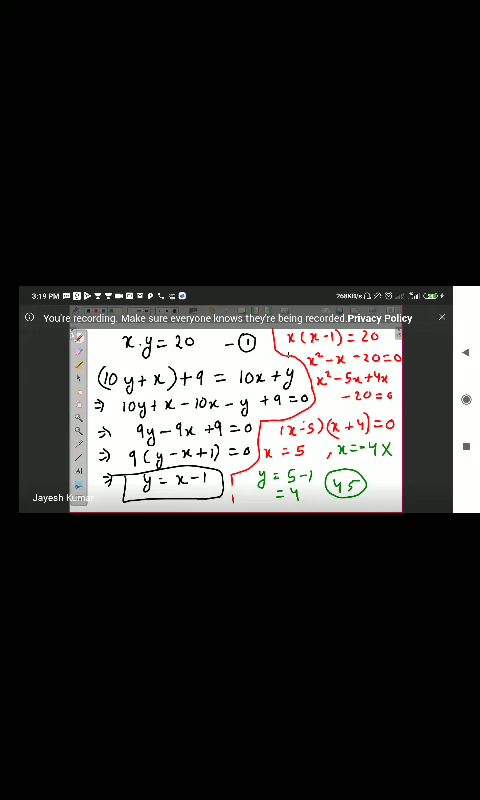 3:19 PM
268KB/s
You're recording. Make sure everyone knows they're being recorded.Privacy Policy
x.y = 20 —①
(10y+x)+9 = 10x+y
⇒ 10y+x-10x-y+9=0
⇒ 9y-9x+9=0
⇒ 9(y-x+1)=0
⇒ y = x-1
x(x-1)=20
x²-x-20=0
x²-5x+4x
-20=0
(x-5)(x+4)=0
x=5, x=-4 X
y = 5-1
= 4
45
Jayesh Kumar